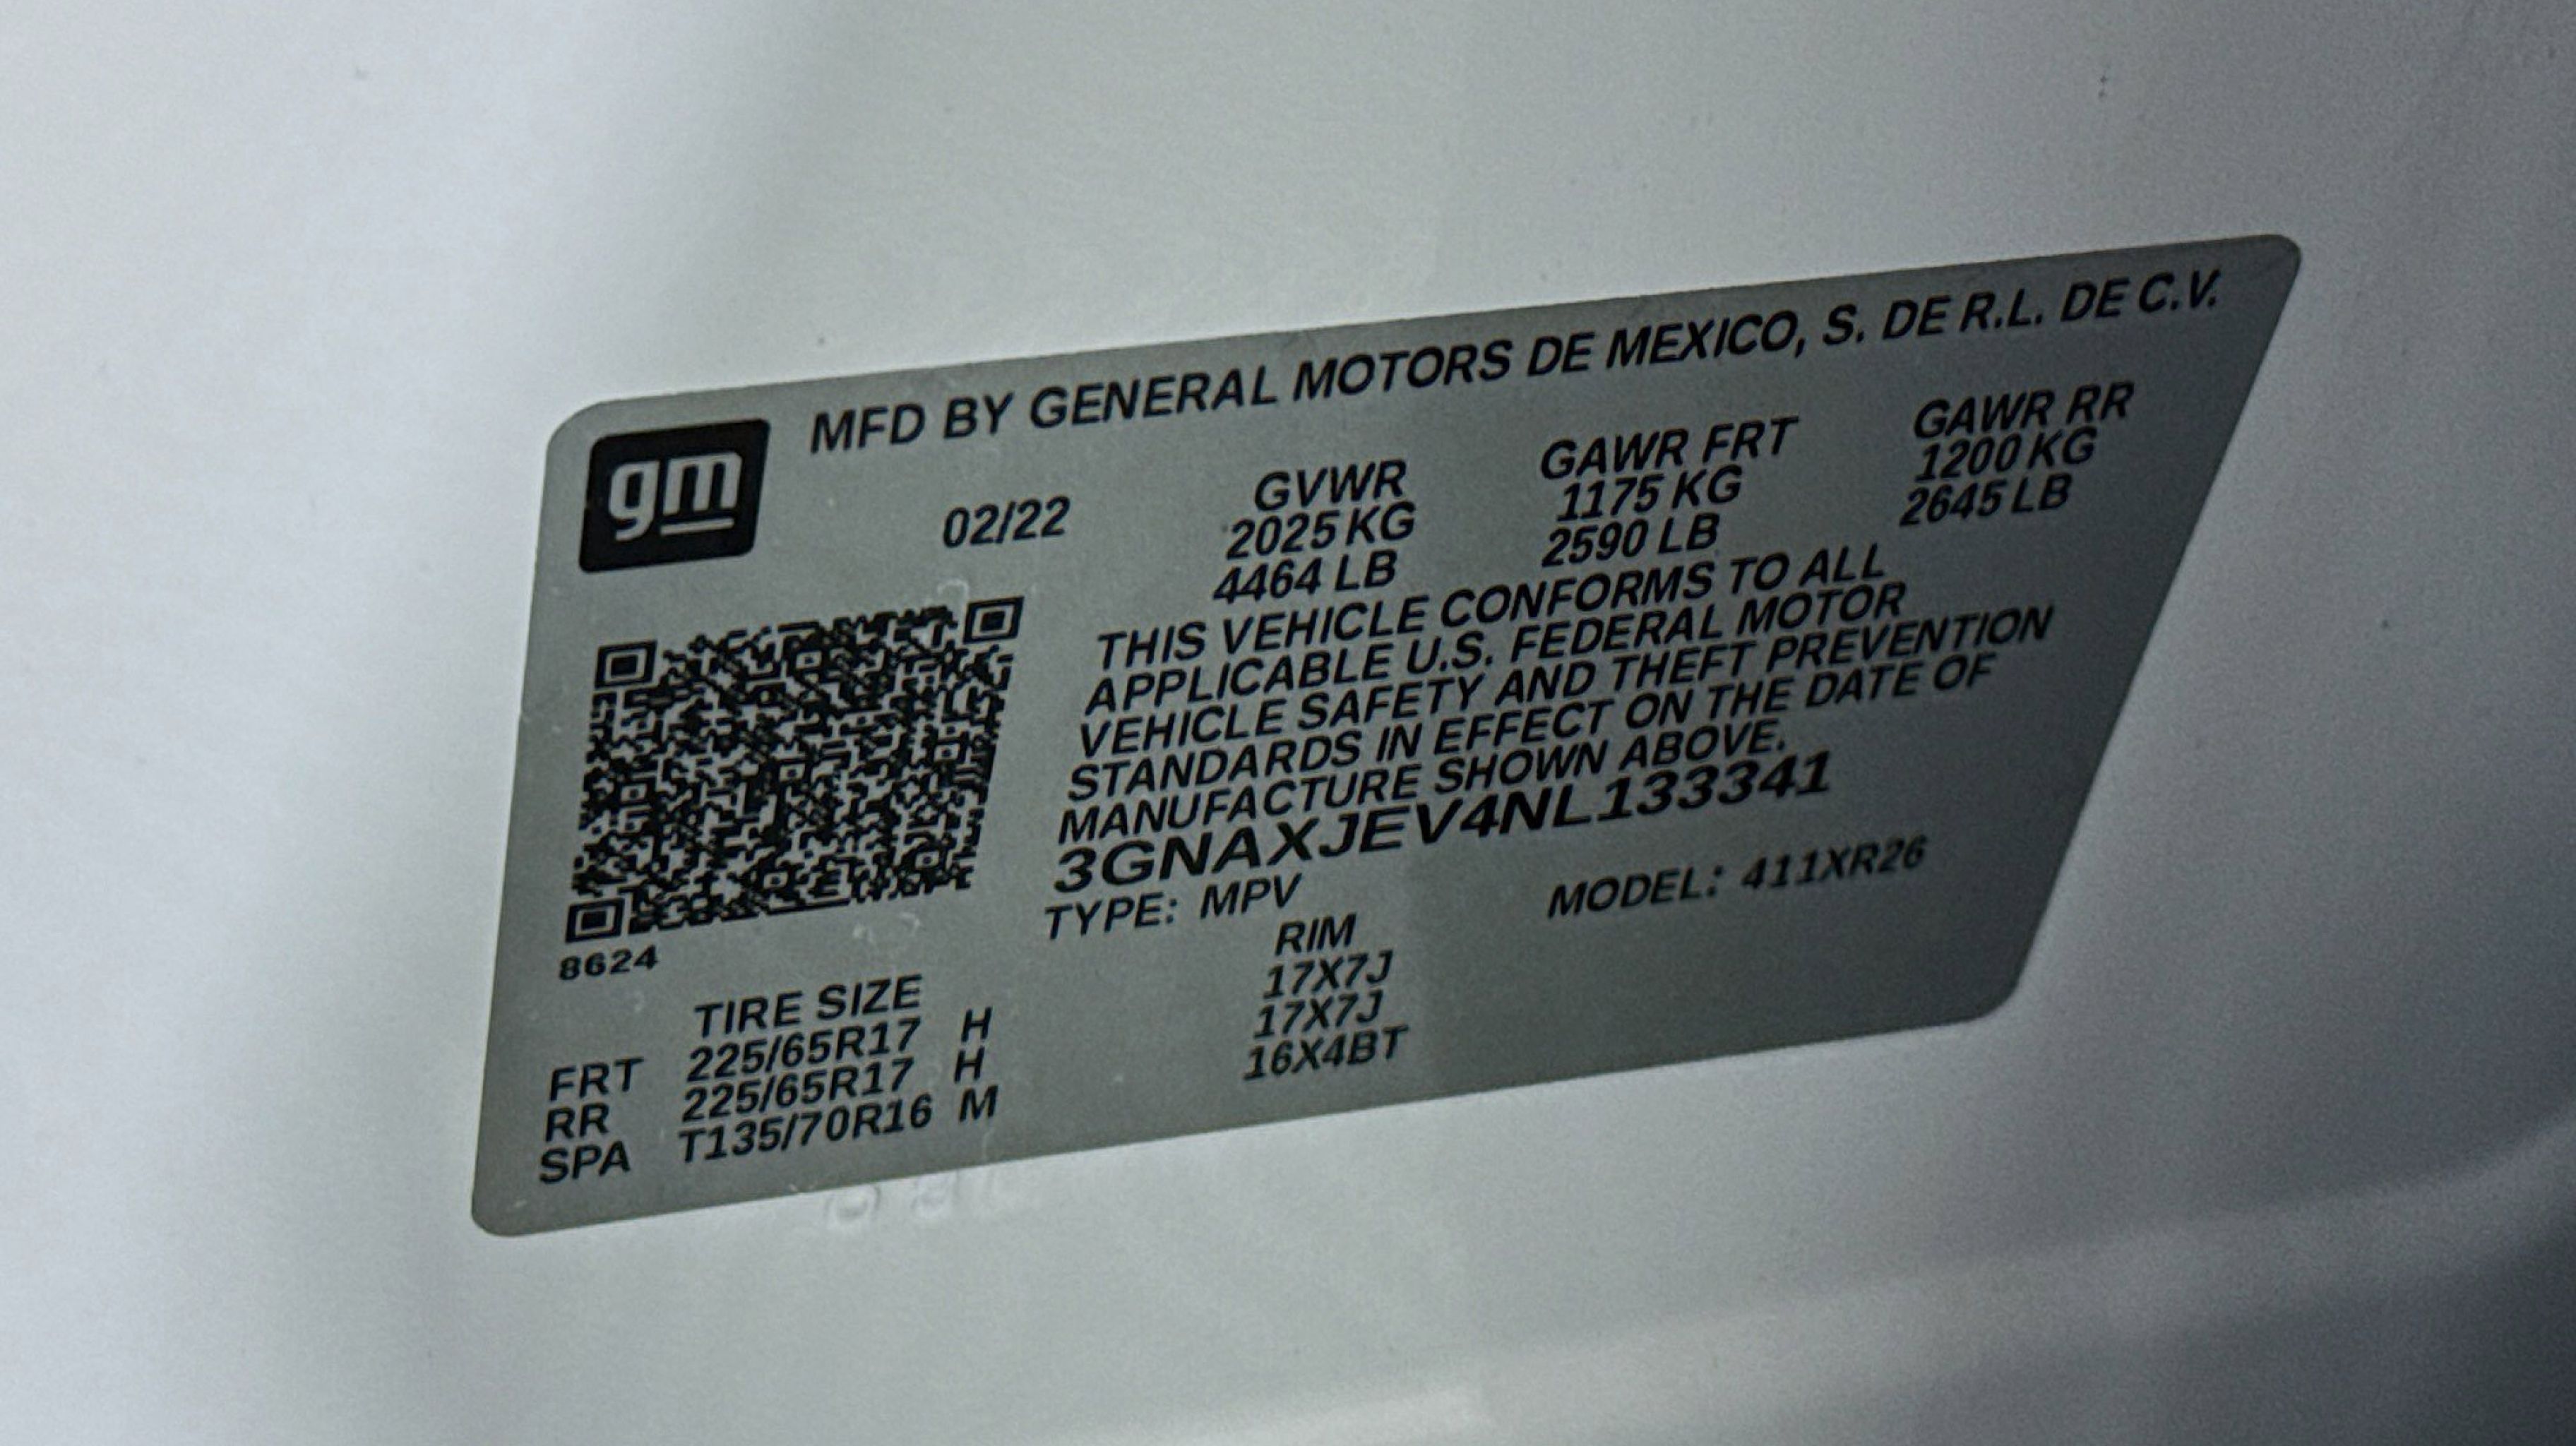 gm
MFD BY GENERAL MOTORS DE MEXICO, S. DE R.L. DE C.V.
02/22 GVWR GAWR FRT GAWR RR
2025 KG 1175 KG 1200 KG
4464 LB 2590 LB 2645 LB
THIS VEHICLE CONFORMS TO ALL
APPLICABLE U.S. FEDERAL MOTOR
VEHICLE SAFETY AND THEFT PREVENTION
STANDARDS IN EFFECT ON THE DATE OF
MANUFACTURE SHOWN ABOVE.
3GNAXJEV4NL133341
TYPE: MPV MODEL: 411XR26
8624
TIRE SIZE RIM
FRT 225/65R17 H 17X7J
RR 225/65R17 H 17X7J
SPA T135/70R16 M 16X4BT